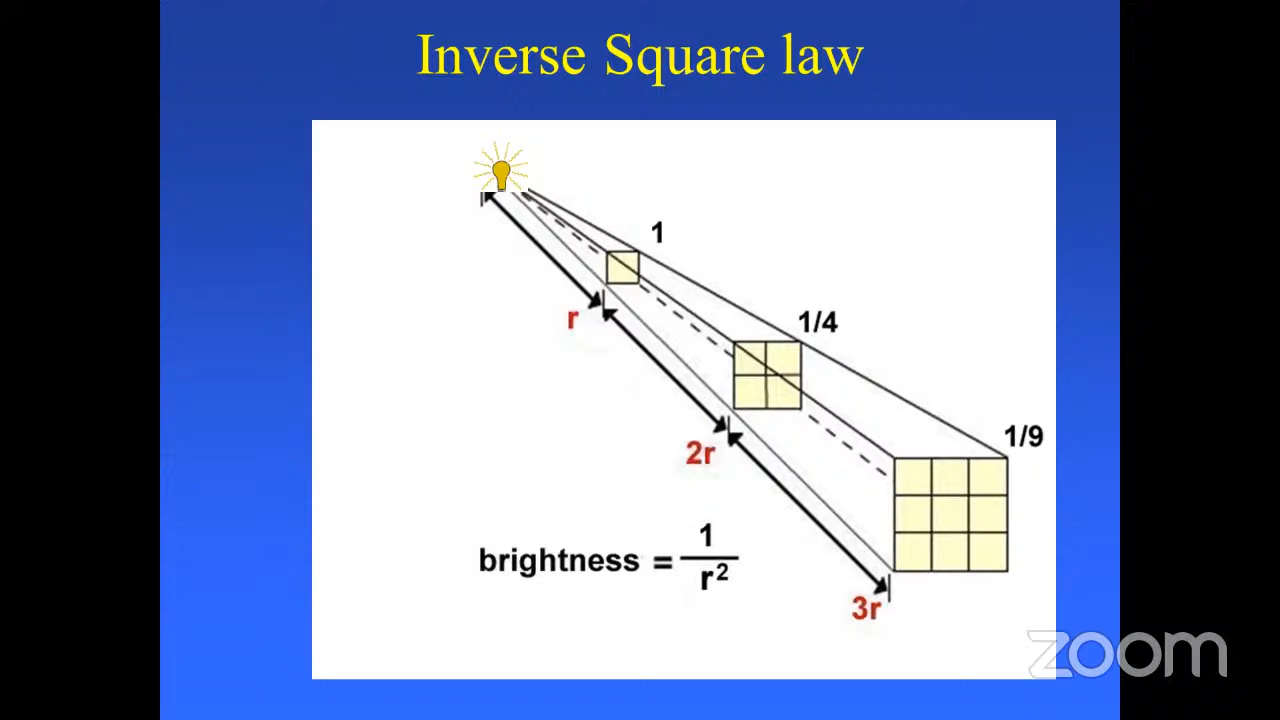 Inverse Square law
1
r
1/4
2r
1/9
brightness = 1/r²
3r
zoom